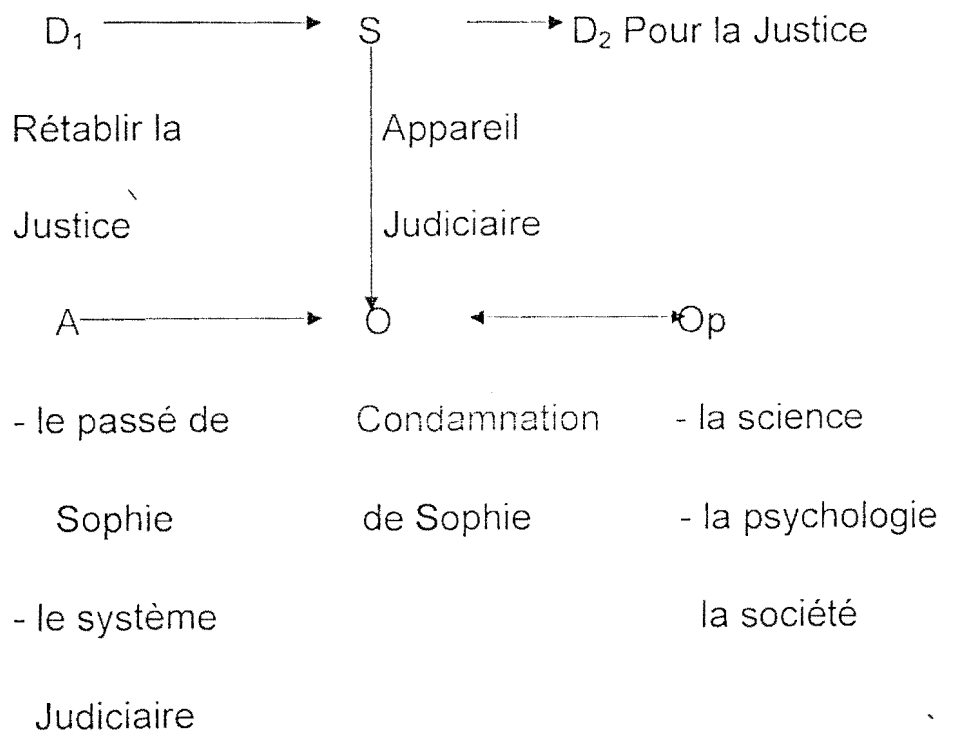 D₁ S D₂ Pour la Justice
Rétablir la Appareil
Justice Judiciaire
A O Op
- le passé de Condamnation - la science
Sophie de Sophie - la psychologie
- le système la société
Judiciaire